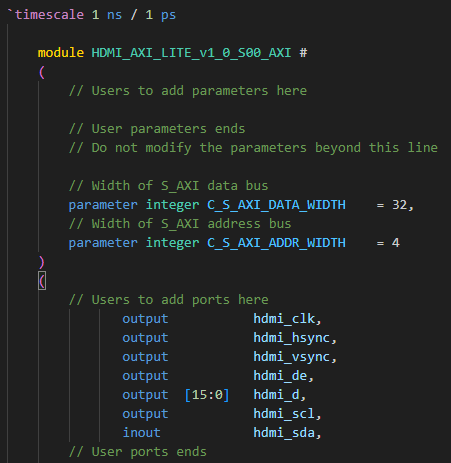 `timescale 1 ns / 1 ps
module HDMI_AXI_LITE_v1_0_S00_AXI #
(
// Users to add parameters here
// User parameters ends
// Do not modify the parameters beyond this line
// Width of S_AXI data bus
parameter integer C_S_AXI_DATA_WIDTH = 32,
// Width of S_AXI address bus
parameter integer C_S_AXI_ADDR_WIDTH = 4
)
(
// Users to add ports here
output hdmi_clk,
output hdmi_hsync,
output hdmi_vsync,
output hdmi_de,
output [15:0] hdmi_d,
output hdmi_scl,
inout hdmi_sda,
// User ports ends